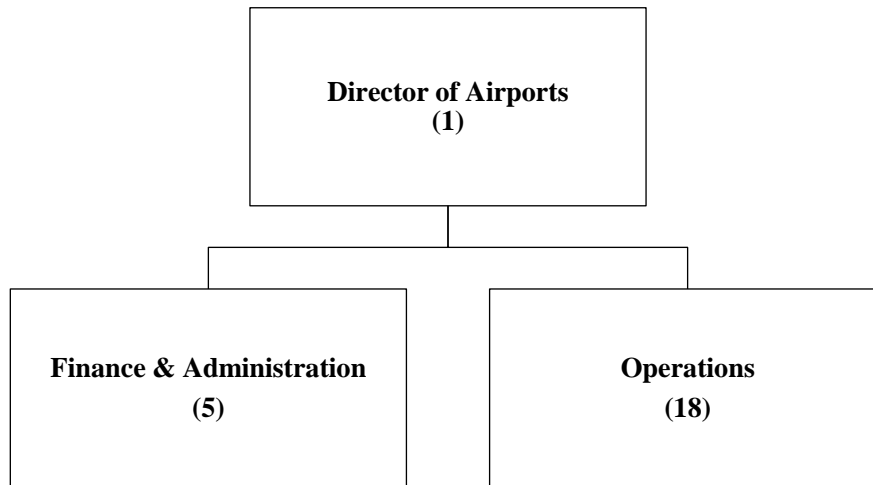 Director of Airports
(1)
Finance & Administration
(5)
Operations
(18)